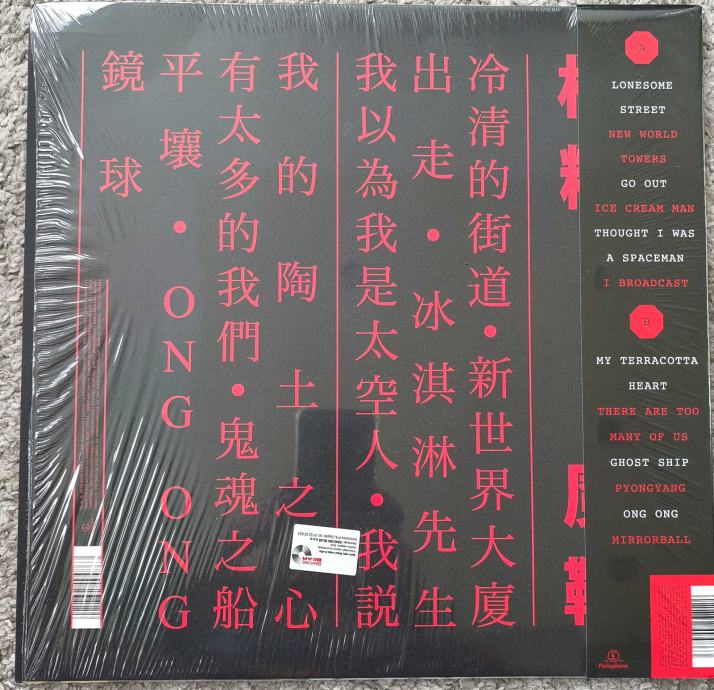 冷清的街道•新世界大廈
出走•冰淇淋先生
我以為我是太空人•我説
我的陶土之心
有太多的我們•鬼魂之船
平壤•ONG ONG
鏡球
A
LONESOME
STREET
NEW WORLD
TOWERS
GO OUT
ICE CREAM MAN
THOUGHT I WAS
A SPACEMAN
I BROADCAST
B
MY TERRACOTTA
HEART
THERE ARE TOO
MANY OF US
GHOST SHIP
PYONGYANG
ONG ONG
MIRRORBALL
Parlophone
DANCING
BEAR